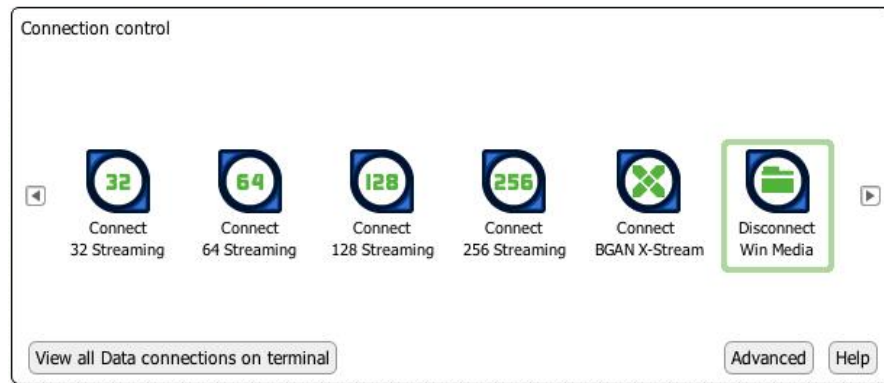 Connection control
32
64
128
256
Connect
32 Streaming
Connect
64 Streaming
Connect
128 Streaming
Connect
256 Streaming
Connect
BGAN X-Stream
Disconnect
Win Media
View all Data connections on terminal
Advanced
Help